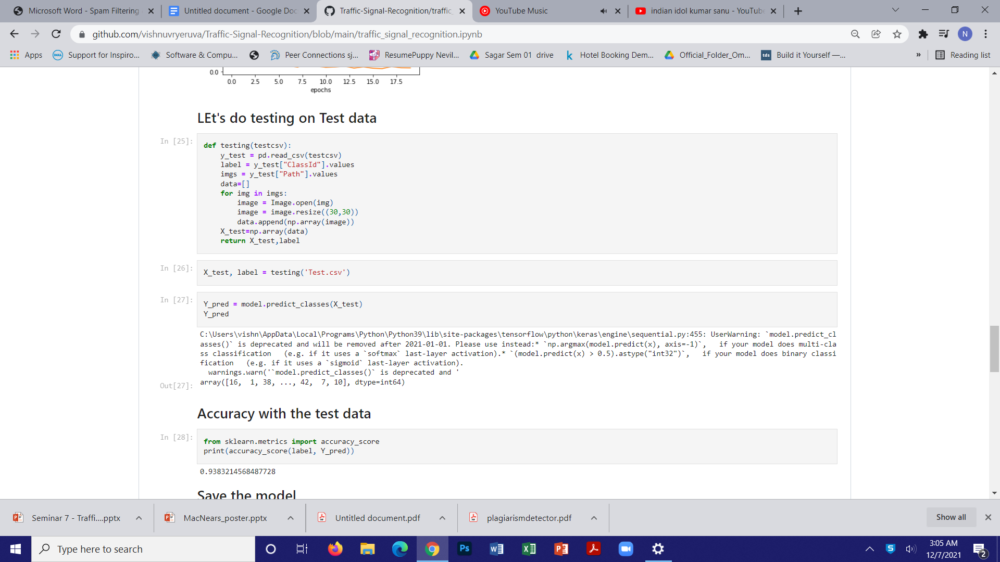 Microsoft Word - Spam Filtering
Untitled document - Google Doc
Traffic-Signal-Recognition/traffic_
YouTube Music
indian idol kumar sanu - YouTube
github.com/vishnuvryeruva/Traffic-Signal-Recognition/blob/main/traffic_signal_recognition.ipynb
N
Apps
DELL
Support for Inspiro...
Software & Compu...
Peer Connections sj...
ResumePuppy Nevil...
Sagar Sem 01 drive
k
Hotel Booking Dem...
Official_Folder_Om...
tds
Build it Yourself —...
»
Reading list
0.0
0.0 2.5 5.0 7.5 10.0 12.5 15.0 17.5
epochs
LEt's do testing on Test data
In [25]:
def testing(testcsv):
    y_test = pd.read_csv(testcsv)
    label = y_test["ClassId"].values
    imgs = y_test["Path"].values
    data=[]
    for img in imgs:
        image = Image.open(img)
        image = image.resize((30,30))
        data.append(np.array(image))
    X_test=np.array(data)
    return X_test,label
In [26]:
X_test, label = testing('Test.csv')
In [27]:
Y_pred = model.predict_classes(X_test)
Y_pred
C:\Users\vishn\AppData\Local\Programs\Python\Python39\lib\site-packages\tensorflow\python\keras\engine\sequential.py:455: UserWarning: `model.predict_cl
asses()` is deprecated and will be removed after 2021-01-01. Please use instead:* `np.argmax(model.predict(x), axis=-1)`,   if your model does multi-cla
ss classification   (e.g. if it uses a `softmax` last-layer activation).* `(model.predict(x) > 0.5).astype("int32")`,   if your model does binary classi
fication   (e.g. if it uses a `sigmoid` last-layer activation).
  warnings.warn('`model.predict_classes()` is deprecated and '
Out[27]:
array([16,  1, 38, ..., 42,  7, 10], dtype=int64)
Accuracy with the test data
In [28]:
from sklearn.metrics import accuracy_score
print(accuracy_score(label, Y_pred))
0.9383214568487728
Save the model
Seminar 7 - Traffi....pptx
MacNears_poster.pptx
Untitled document.pdf
plagiarismdetector.pdf
Show all
Type here to search
Ps
3:05 AM
12/7/2021
2